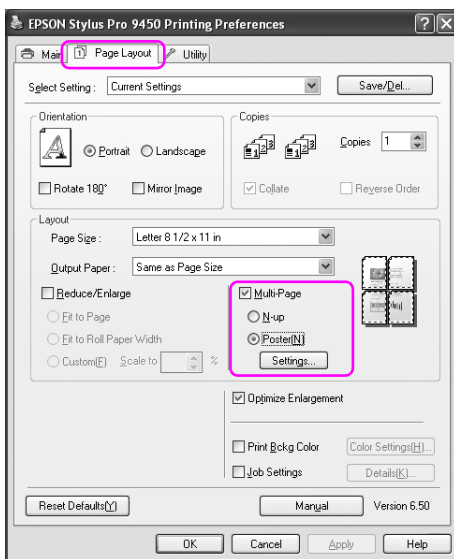 EPSON Stylus Pro 9450 Printing Preferences
Main Page Layout Utility
Select Setting : Current Settings Save/Del...
Orientation Copies
Portrait Landscape Copies 1
Rotate 180° Mirror Image Collate Reverse Order
Layout
Page Size : Letter 8 1/2 x 11 in
Output Paper : Same as Page Size
Reduce/Enlarge Multi-Page
Fit to Page N-up
Fit to Roll Paper Width Poster(N)
Custom(F) Scale to % Settings...
Optimize Enlargement
Print Bckg Color Color Settings(H)...
Job Settings Details(K)...
Reset Defaults(Y) Manual Version 6.50
OK Cancel Apply Help